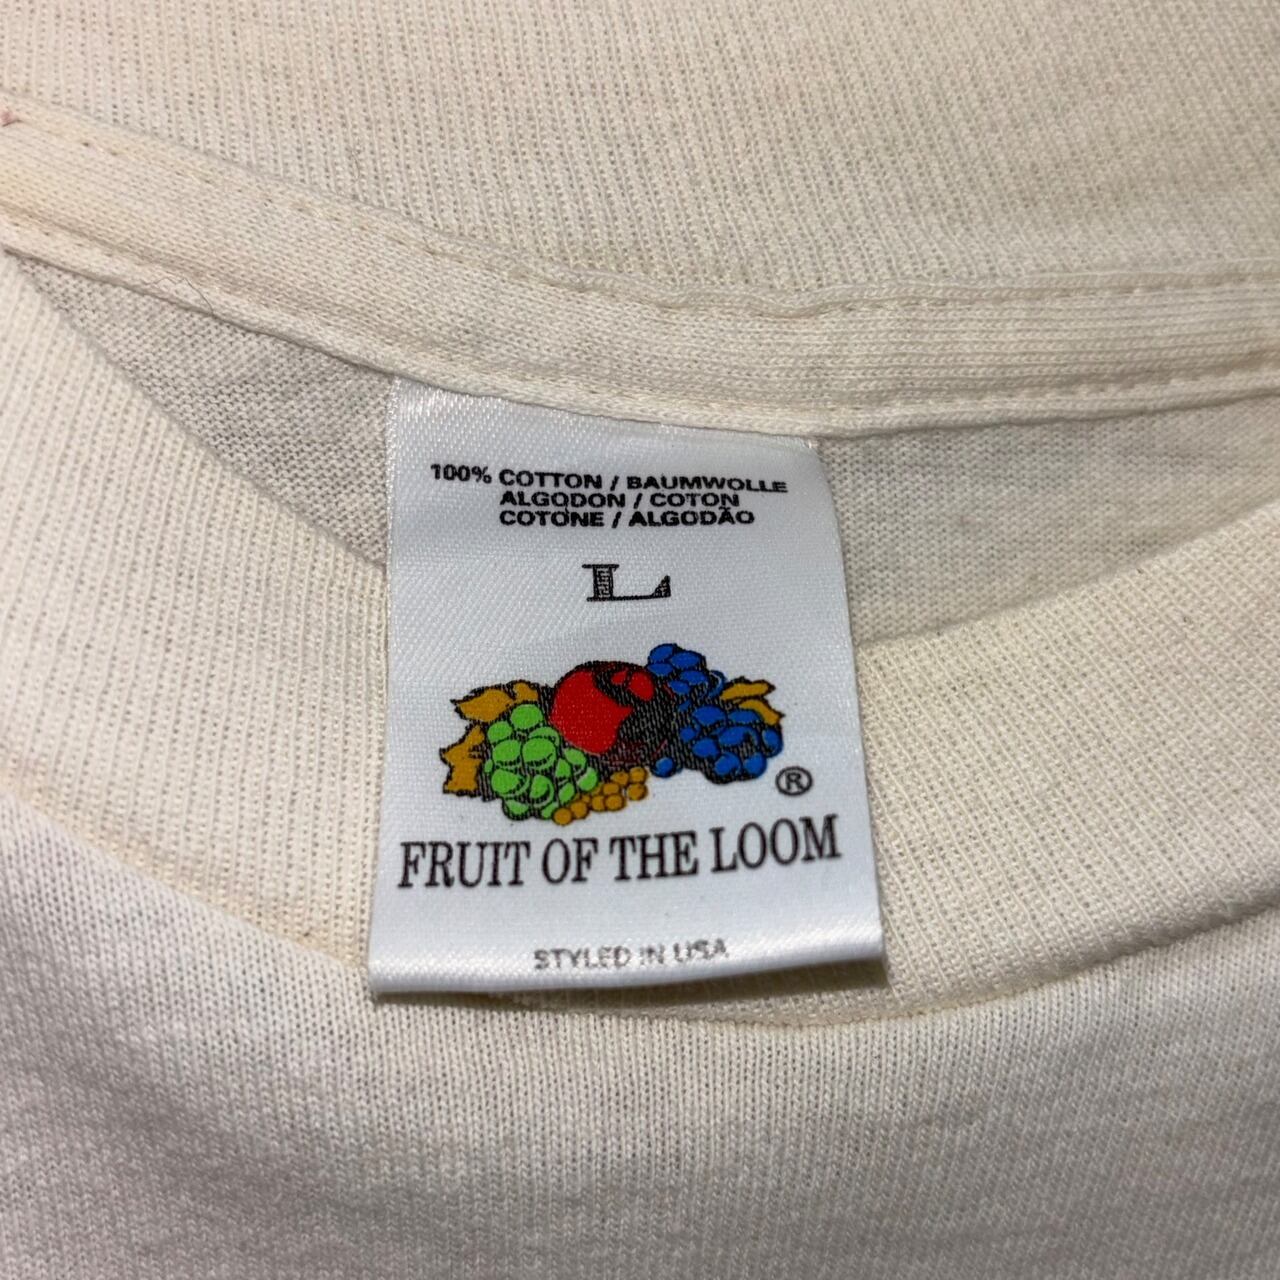 100% COTTON / BAUMWOLLE
ALGODON / COTON
COTONE / ALGODÃO
L
®
FRUIT OF THE LOOM
STYLED IN USA